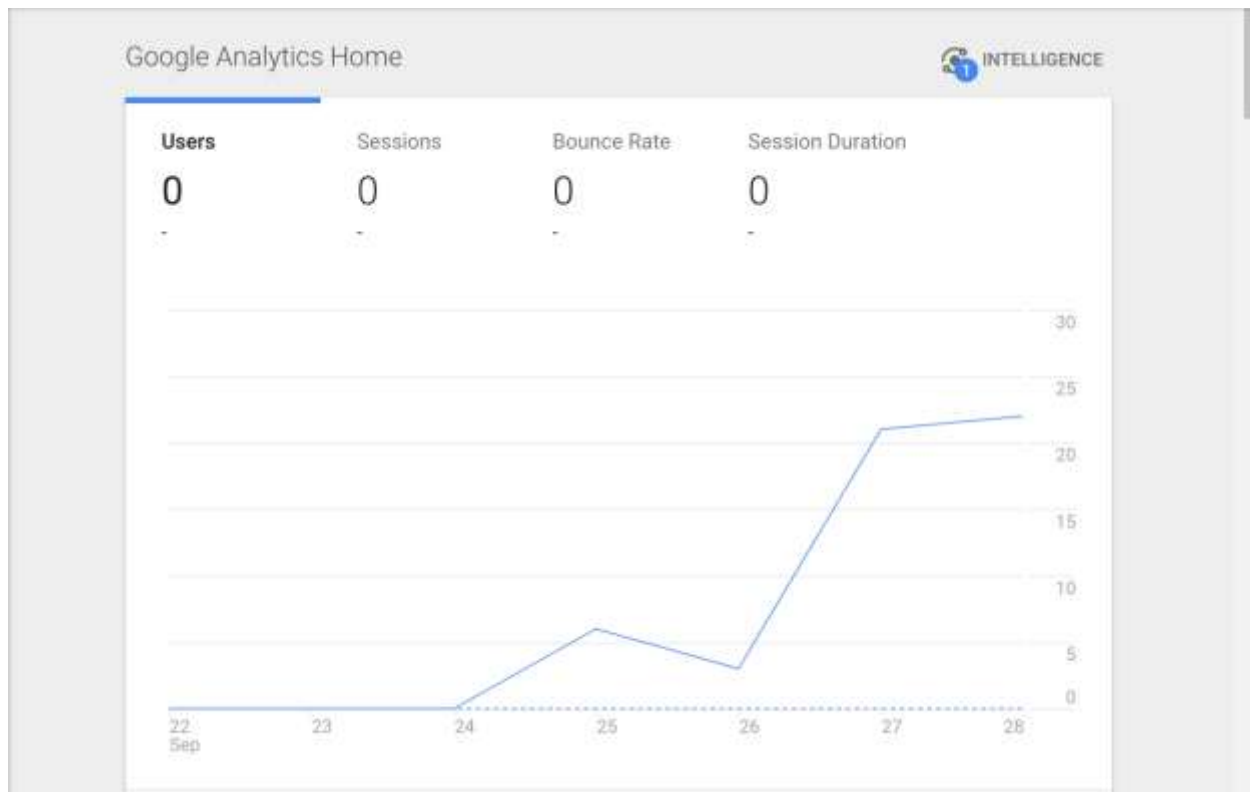 Google Analytics Home
1 INTELLIGENCE
Users Sessions Bounce Rate Session Duration
0 0 0 0
- - - -
30
25
20
15
10
5
0
22 23 24 25 26 27 28
Sep